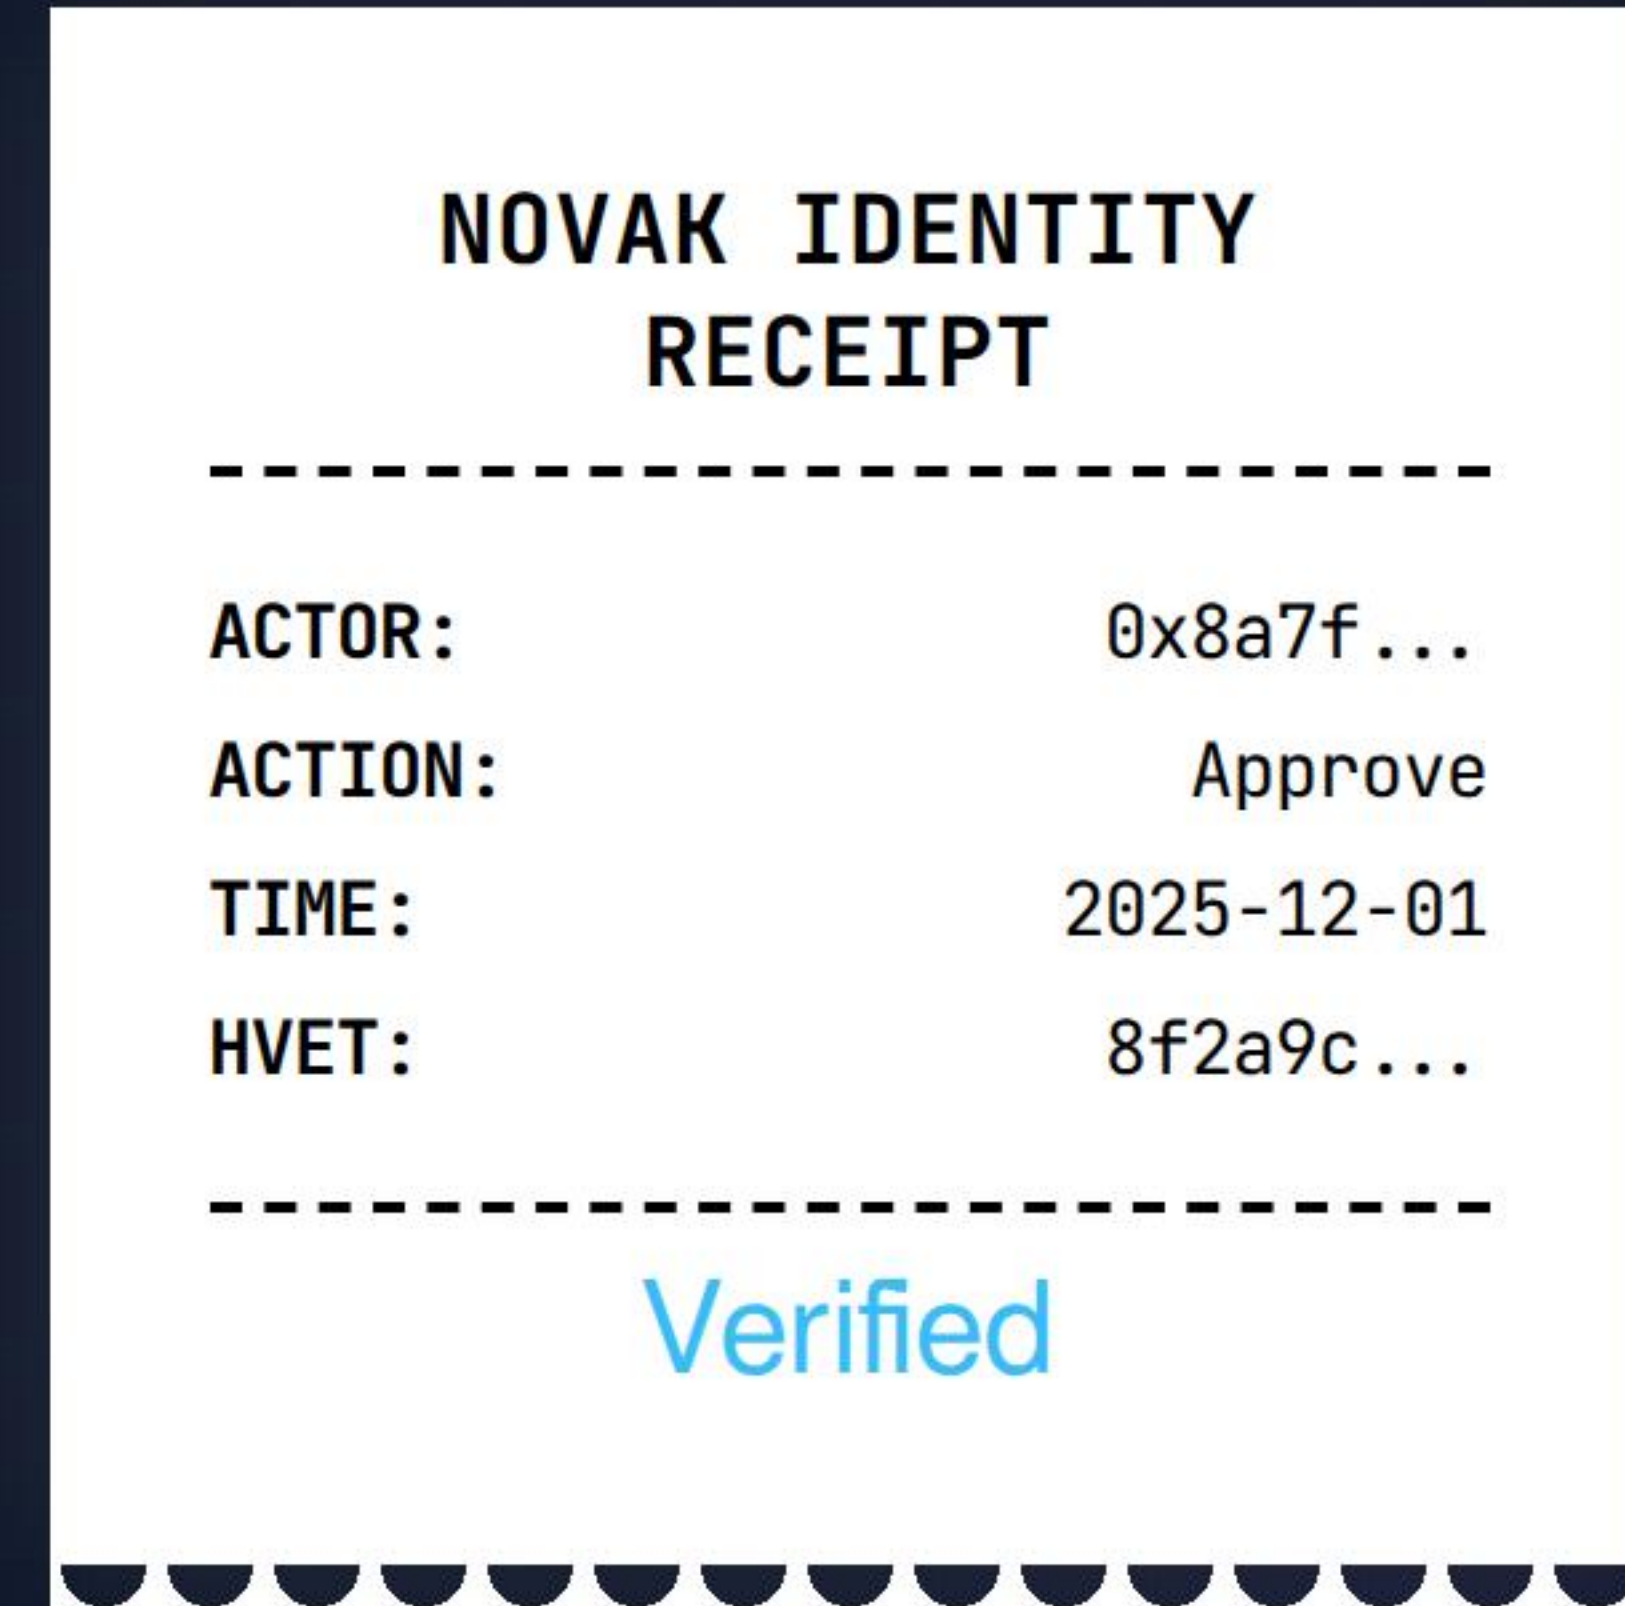 NOVAK IDENTITY
RECEIPT
ACTOR: 0x8a7f...
ACTION: Approve
TIME: 2025-12-01
HVET: 8f2a9c...
Verified